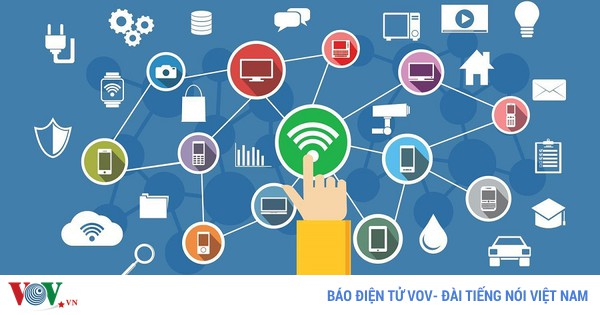 VOV.VN
BÁO ĐIỆN TỬ VOV- ĐÀI TIẾNG NÓI VIỆT NAM